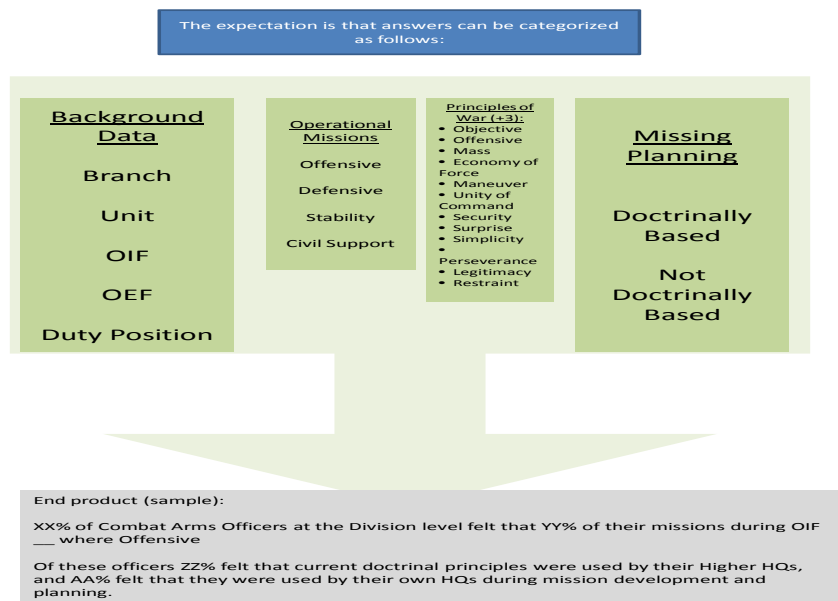 The expectation is that answers can be categorized
as follows:
Background
Data
Branch
Unit
OIF
OEF
Duty Position
Operational
Missions
Offensive
Defensive
Stability
Civil Support
Principles of
War (+3):
• Objective
• Offensive
• Mass
• Economy of
Force
• Maneuver
• Unity of
Command
• Security
• Surprise
• Simplicity
•
Perseverance
• Legitimacy
• Restraint
Missing
Planning
Doctrinally
Based
Not
Doctrinally
Based
End product (sample):
XX% of Combat Arms Officers at the Division level felt that YY% of their missions during OIF
__ where Offensive
Of these officers ZZ% felt that current doctrinal principles were used by their Higher HQs,
and AA% felt that they were used by their own HQs during mission development and
planning.